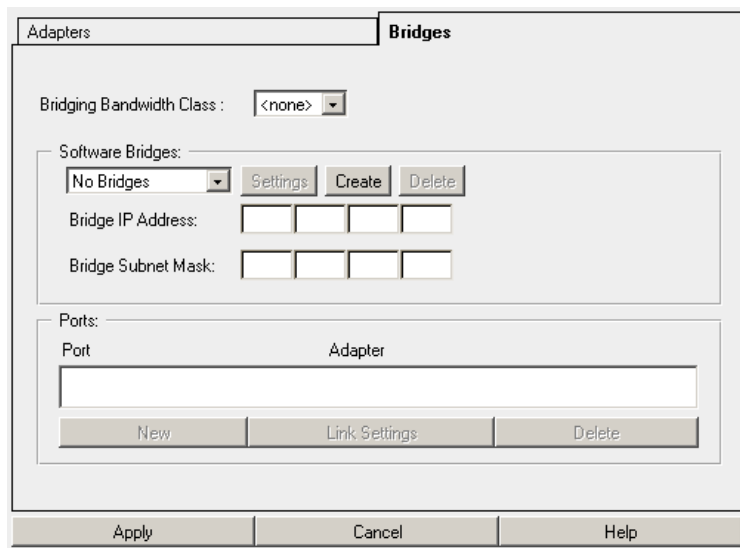 Adapters
Bridges
Bridging Bandwidth Class :
<none>
Software Bridges:
No Bridges
Settings
Create
Delete
Bridge IP Address:
Bridge Subnet Mask:
Ports:
Port
Adapter
New
Link Settings
Delete
Apply
Cancel
Help